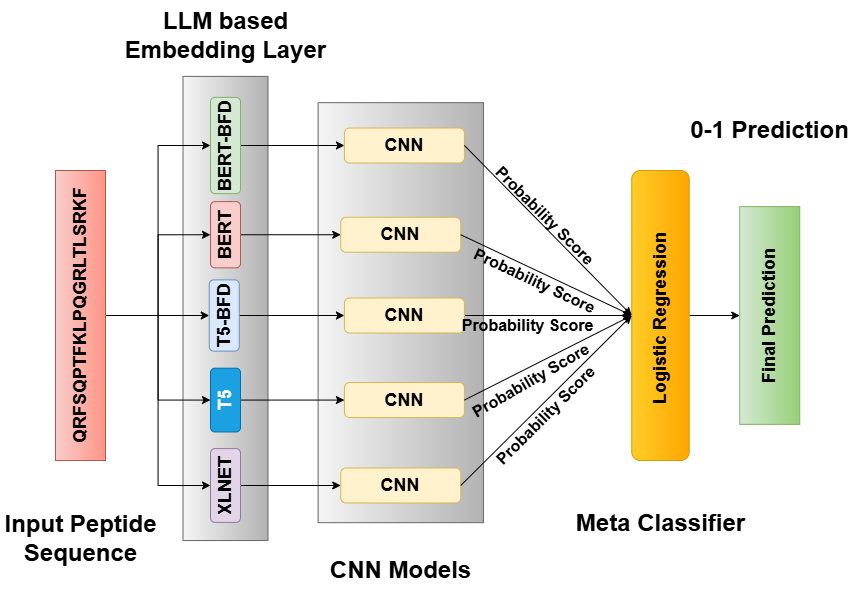 LLM based
Embedding Layer
0-1 Prediction
QRFSQPTFKLPQGRLTLSRKF
BERT-BFD
BERT
T5-BFD
T5
XLNET
CNN
CNN
CNN
CNN
CNN
Probability Score
Probability Score
Probability Score
Probability Score
Probability Score
Logistic Regression
Final Prediction
Input Peptide
Sequence
CNN Models
Meta Classifier